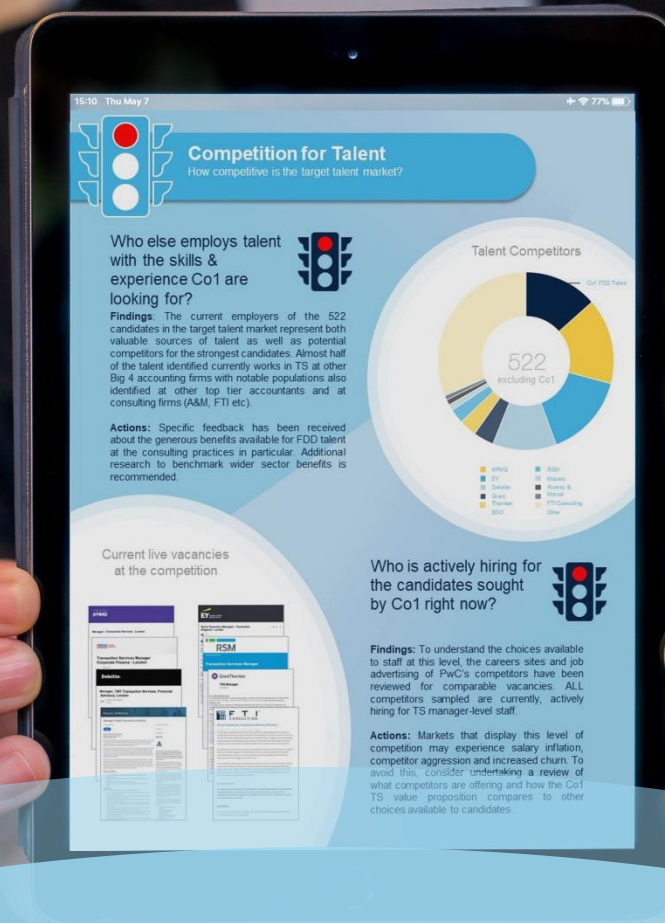 15:10 Thu May 7
77%
Competition for Talent
How competitive is the target talent market?
Who else employs talent
with the skills &
experience Co1 are
looking for?
Findings: The current employers of the 522
candidates in the target talent market represent both
valuable sources of talent as well as potential
competitors for the strongest candidates. Almost half
of the talent identified currently works in TS at other
Big 4 accounting firms with notable populations also
identified at other top tier accountants and at
consulting firms (A&M, FTI etc).
Actions: Specific feedback has been received
about the generous benefits available for FDD talent
at the consulting practices in particular. Additional
research to benchmark wider sector benefits is
recommended.
Talent Competitors
Co1 FDD
522
excluding Co1
KPMG
EY
Deloitte
Grant
Thornton
BDO
RSM
Mazars
Alvarez &
Marsal
FTI Consulting
Other
Current live vacancies
at the competition
KPMG
Manager - Transaction Services - London
Transaction Services Manager
Corporate Finance - London
Deloitte.
Manager, TMT Transaction Services, Financial
Advisory, London
EY
RSM
Transaction Services Manager
Grant Thornton
F T I
CONSULTING
Who is actively hiring for
the candidates sought
by Co1 right now?
Findings: To understand the choices available
to staff at this level, the careers sites and job
advertising of PwC's competitors have been
reviewed for comparable vacancies. ALL
competitors sampled are currently, actively
hiring for TS manager-level staff.
Actions: Markets that display this level of
competition may experience salary inflation,
competitor aggression and increased churn. To
avoid this, consider undertaking a review of
what competitors are offering and how the Co1
TS value proposition compares to other
choices available to candidates.